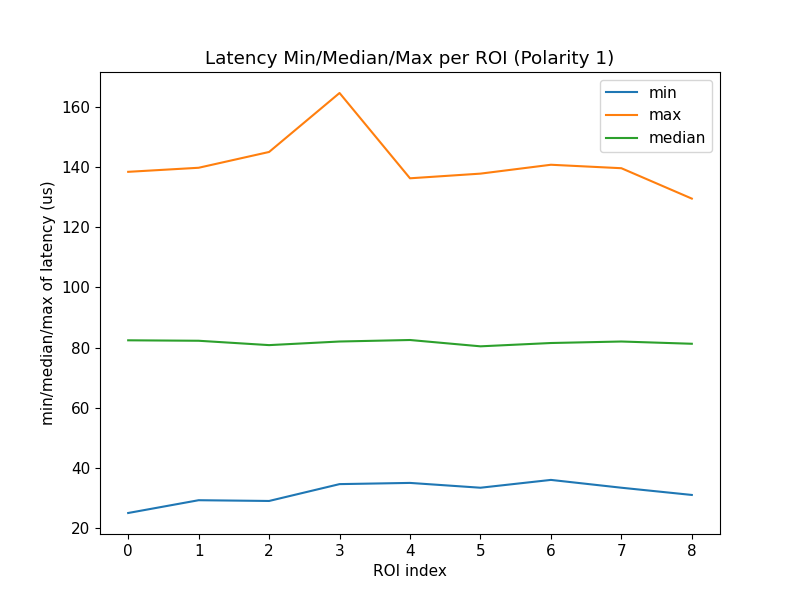 Latency Min/Median/Max per ROI (Polarity 1)
min
max
median
min/median/max of latency (us)
160
140
120
100
80
60
40
20
0 1 2 3 4 5 6 7 8
ROI index